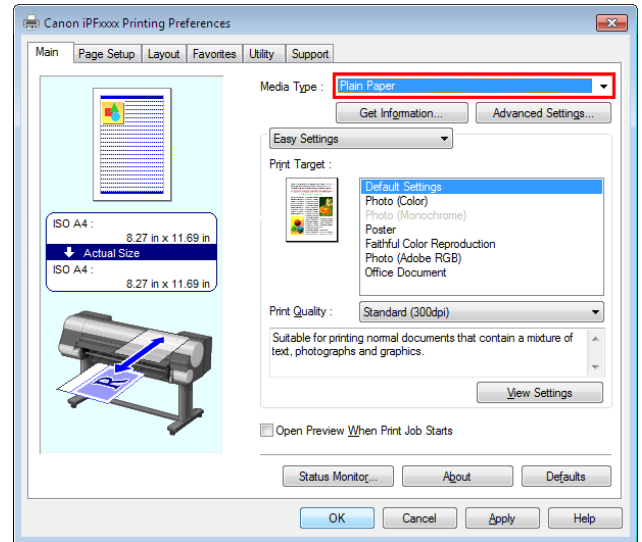 Canon iPFxxxx Printing Preferences
Main Page Setup Layout Favorites Utility Support
Media Type : Plain Paper
Get Information... Advanced Settings...
Easy Settings
Print Target :
Default Settings
Photo (Color)
Photo (Monochrome)
Poster
Faithful Color Reproduction
Photo (Adobe RGB)
Office Document
ISO A4 :
8.27 in x 11.69 in
Actual Size
ISO A4 :
8.27 in x 11.69 in
R
Print Quality : Standard (300dpi)
Suitable for printing normal documents that contain a mixture of
text, photographs and graphics.
View Settings
Open Preview When Print Job Starts
Status Monitor... About Defaults
OK Cancel Apply Help